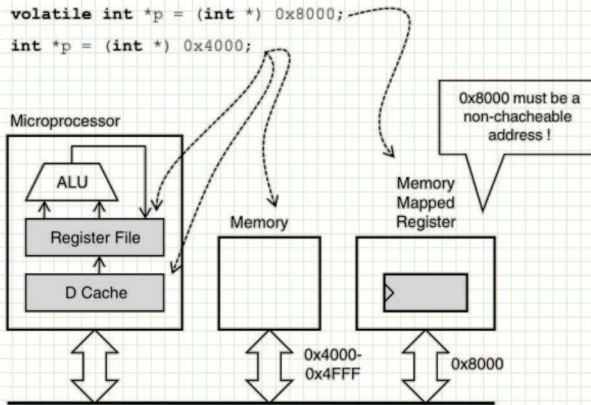 volatile int *p = (int *) 0x8000;
int *p = (int *) 0x4000;
0x8000 must be a
non-chacheable
address !
Microprocessor
ALU
Register File
D Cache
Memory
Memory
Mapped
Register
0x4000-
0x4FFF
0x8000